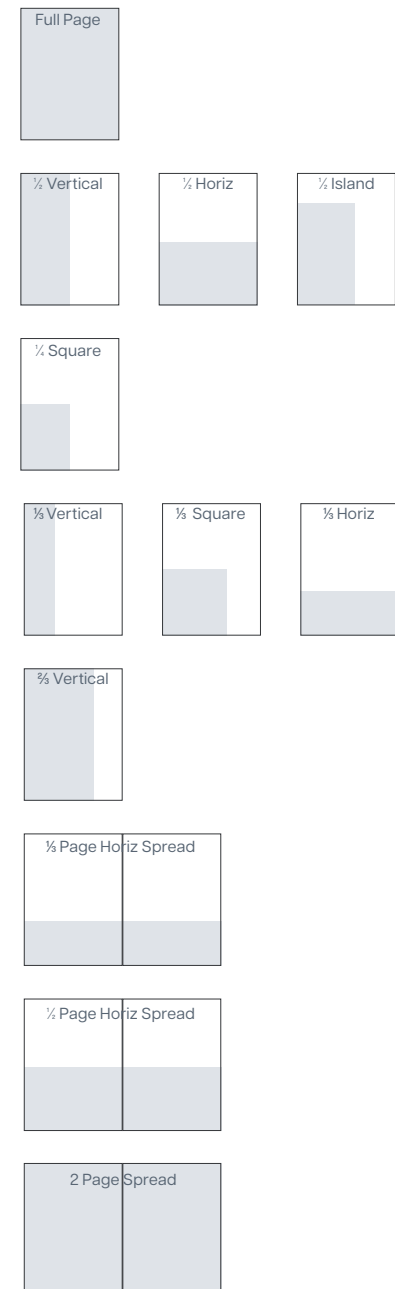 Full Page
½ Vertical
½ Horiz
½ Island
¼ Square
⅓ Vertical
⅓ Square
⅓ Horiz
⅔ Vertical
⅓ Page Horiz Spread
½ Page Horiz Spread
2 Page Spread